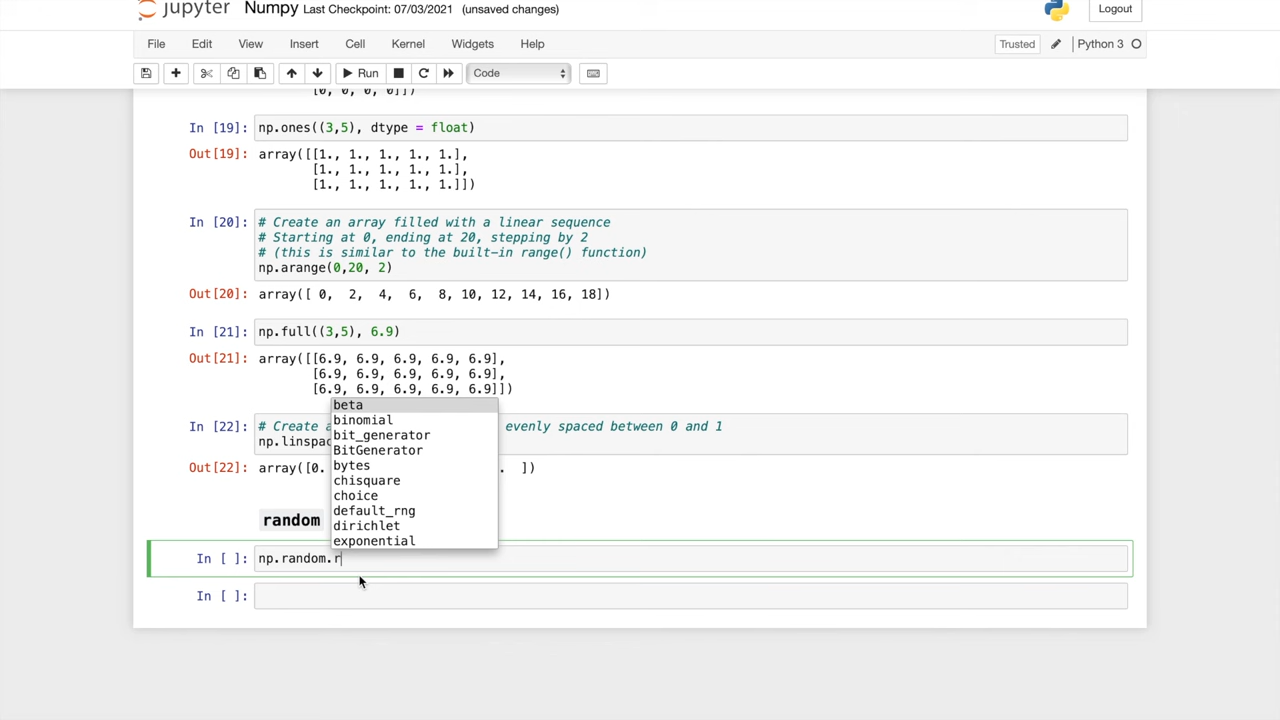 jupyter Numpy Last Checkpoint: 07/03/2021 (unsaved changes) Logout
File Edit View Insert Cell Kernel Widgets Help Trusted Python 3
Run Code
[0, 0, 0, 0]])
In [19]: np.ones((3,5), dtype = float)
Out[19]: array([[1., 1., 1., 1., 1.],
[1., 1., 1., 1., 1.],
[1., 1., 1., 1., 1.]])
In [20]: # Create an array filled with a linear sequence
# Starting at 0, ending at 20, stepping by 2
# (this is similar to the built-in range() function)
np.arange(0,20, 2)
Out[20]: array([ 0, 2, 4, 6, 8, 10, 12, 14, 16, 18])
In [21]: np.full((3,5), 6.9)
Out[21]: array([[6.9, 6.9, 6.9, 6.9, 6.9],
[6.9, 6.9, 6.9, 6.9, 6.9],
[6.9, 6.9, 6.9, 6.9, 6.9]])
In [22]: # Create a evenly spaced between 0 and 1
np.linspac
Out[22]: array([0. . ])
beta
binomial
bit_generator
BitGenerator
bytes
chisquare
choice
default_rng
dirichlet
exponential
random
In [ ]: np.random.r
In [ ]: